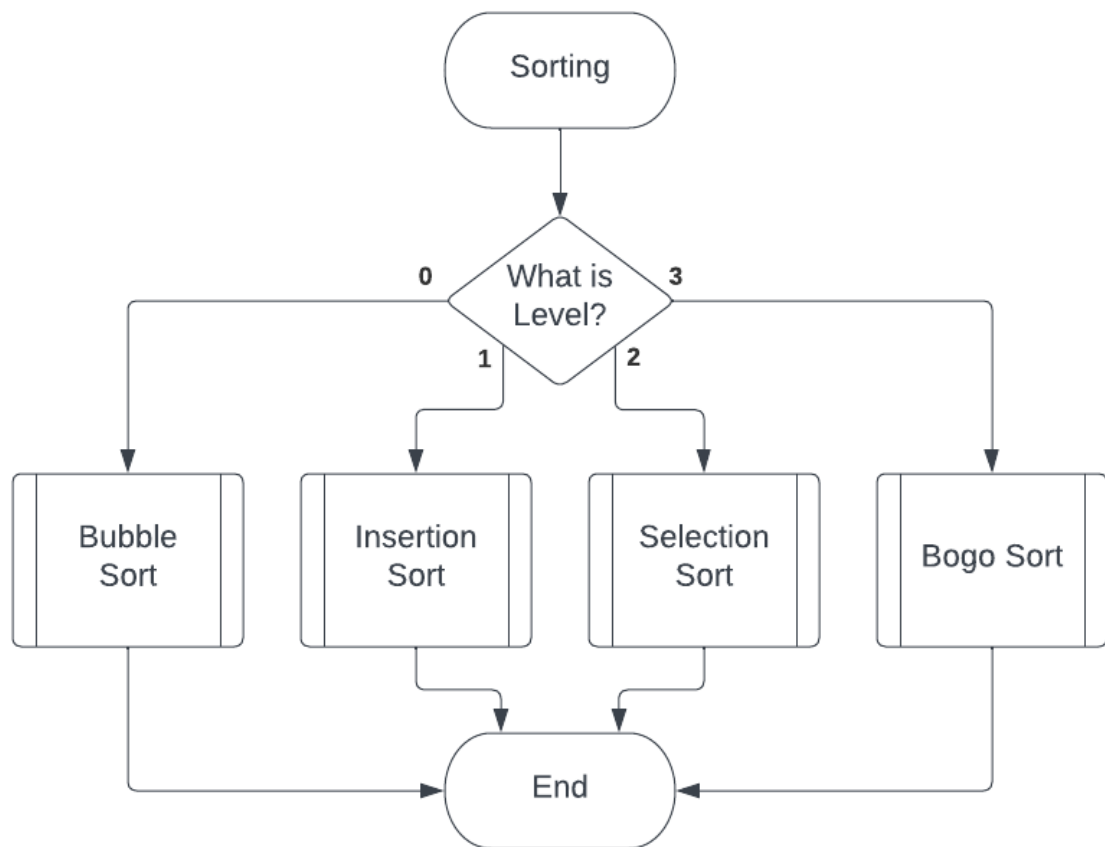 Sorting
0
What is
3
Level?
1
2
Bubble
Sort
Insertion
Sort
Selection
Sort
Bogo Sort
End